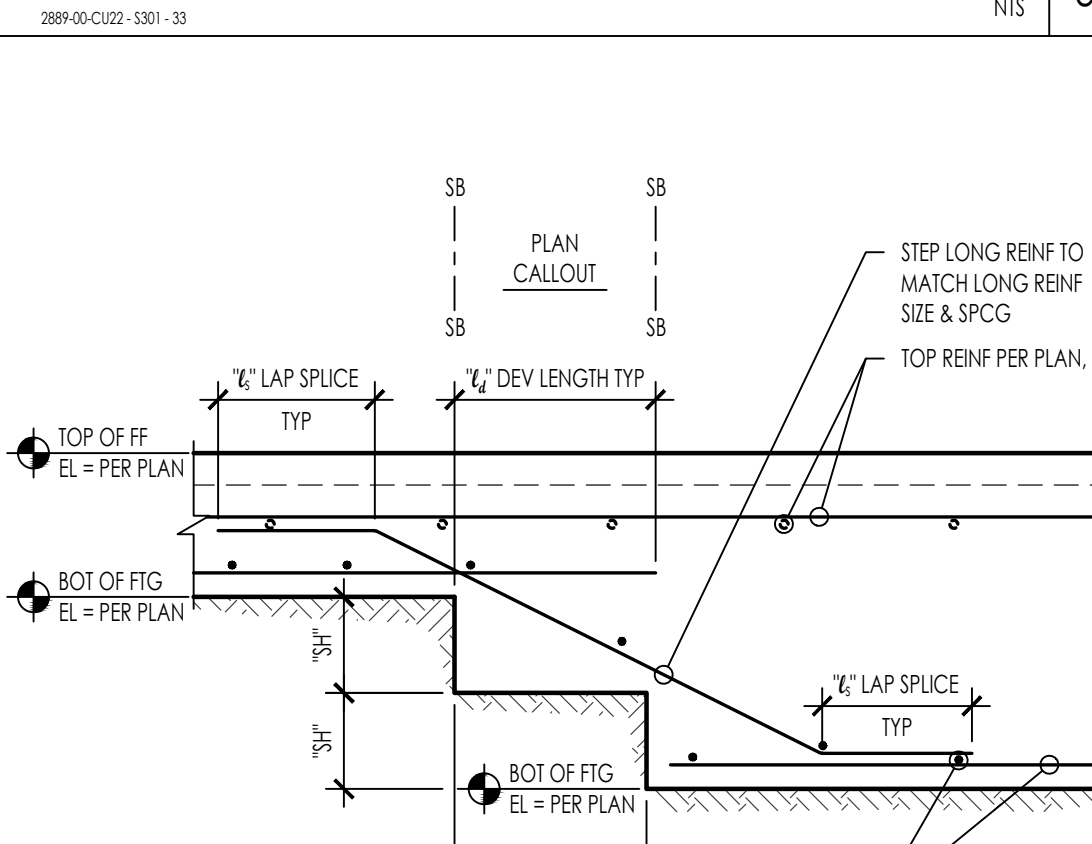 2889-00-CU22 - S301 - 33
NTS
SB
SB
PLAN
CALLOUT
SB
SB
STEP LONG REINF TO
MATCH LONG REINF
SIZE & SPCG
TOP REINF PER PLAN,
"ℓs" LAP SPLICE
TYP
"ℓd" DEV LENGTH TYP
TOP OF FF
EL = PER PLAN
BOT OF FTG
EL = PER PLAN
"SH"
"SH"
"ℓs" LAP SPLICE
TYP
BOT OF FTG
EL = PER PLAN